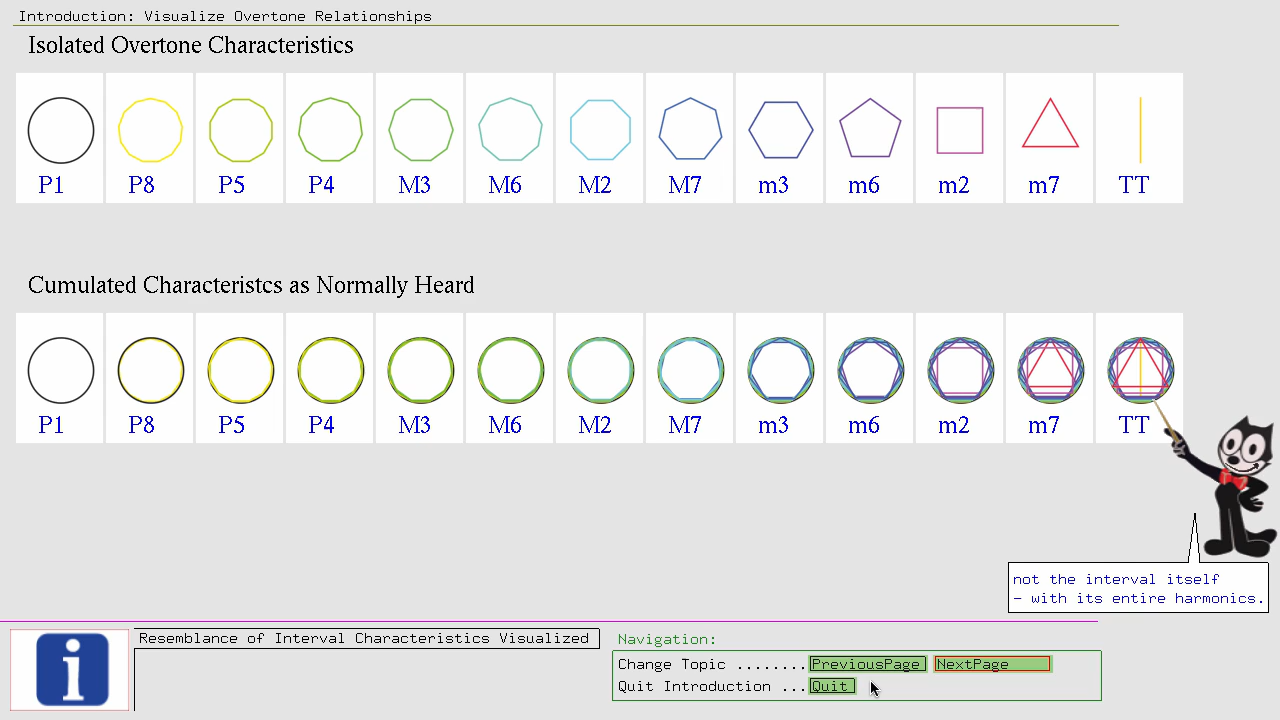 Introduction: Visualize Overtone Relationships
Isolated Overtone Characteristics
P1 P8 P5 P4 M3 M6 M2 M7 m3 m6 m2 m7 TT
Cumulated Characteristcs as Normally Heard
P1 P8 P5 P4 M3 M6 M2 M7 m3 m6 m2 m7 TT
not the interval itself
– with its entire harmonics.
i
Resemblance of Interval Characteristics Visualized
Navigation:
Change Topic ........ PreviousPage NextPage
Quit Introduction ... Quit